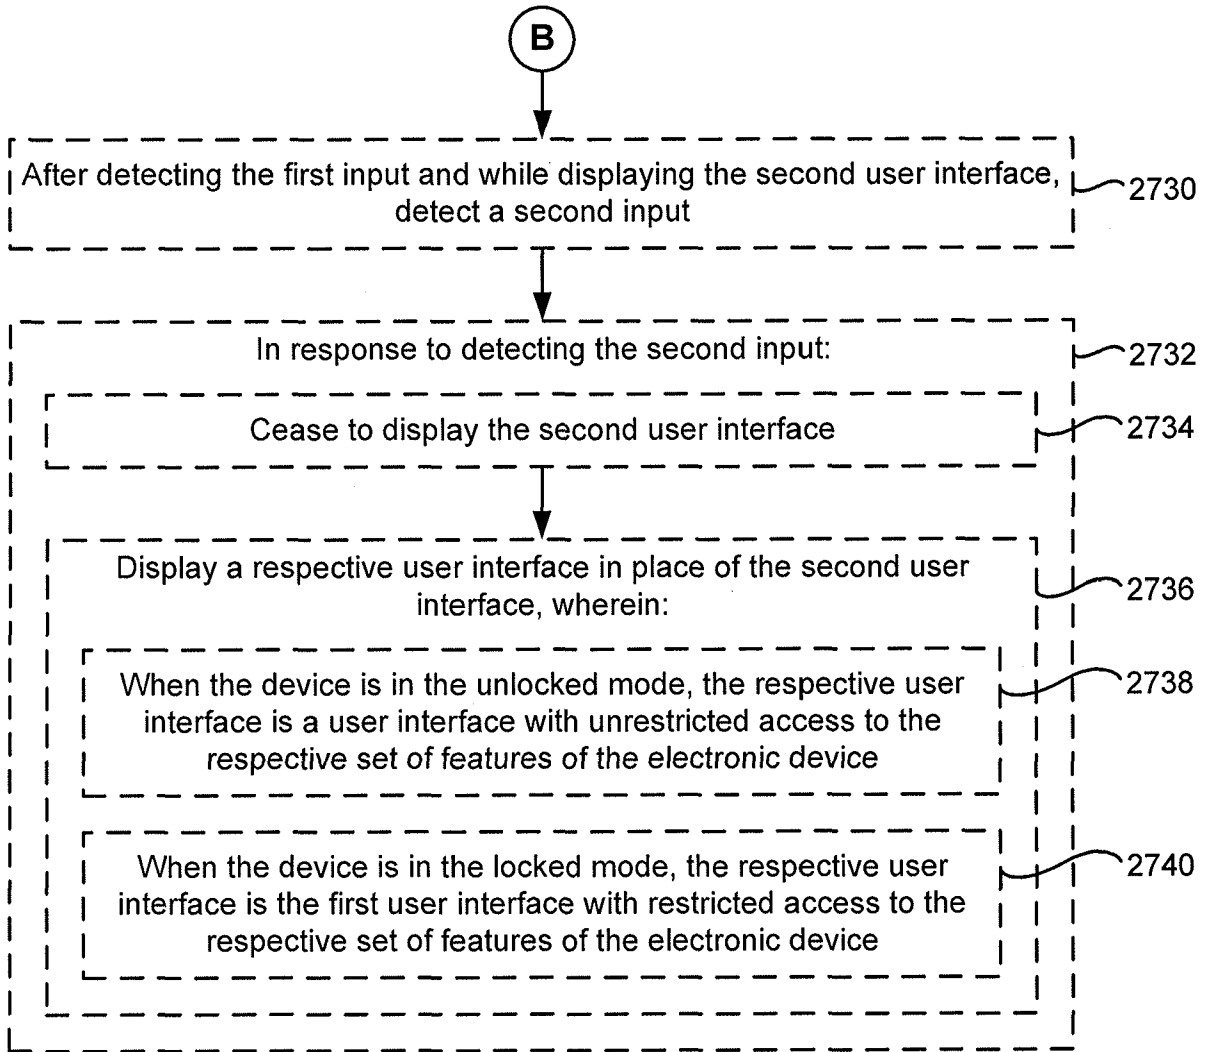 B
After detecting the first input and while displaying the second user interface,
detect a second input
2730
In response to detecting the second input:
2732
Cease to display the second user interface
2734
Display a respective user interface in place of the second user
interface, wherein:
2736
When the device is in the unlocked mode, the respective user
interface is a user interface with unrestricted access to the
respective set of features of the electronic device
2738
When the device is in the locked mode, the respective user
interface is the first user interface with restricted access to the
respective set of features of the electronic device
2740